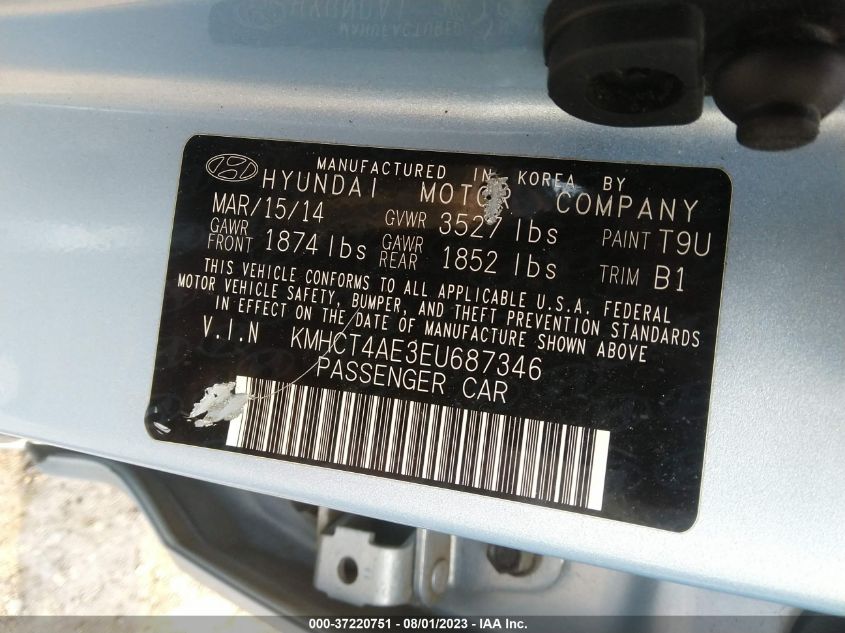 MANUFACTURED IN KOREA BY
HYUNDAI MOTOR COMPANY
MAR/15/14 GVWR 3527 lbs PAINT T9U
GAWR FRONT 1874 lbs GAWR REAR 1852 lbs TRIM B1
THIS VEHICLE CONFORMS TO ALL APPLICABLE U.S.A. FEDERAL
MOTOR VEHICLE SAFETY, BUMPER, AND THEFT PREVENTION STANDARDS
IN EFFECT ON THE DATE OF MANUFACTURE SHOWN ABOVE.
V.I.N KMHCT4AE3EU687346
PASSENGER CAR
000-37220751 - 08/01/2023 - IAA Inc.